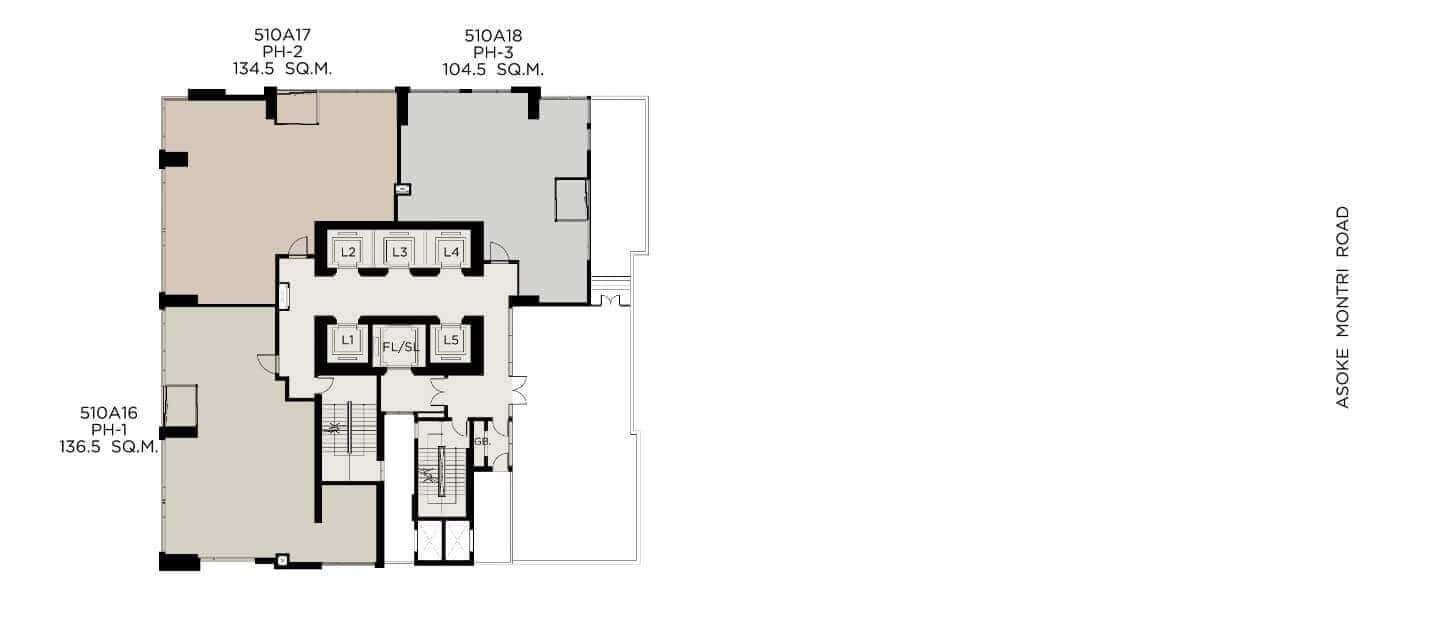 510A17
PH-2
134.5 SQ.M.
510A18
PH-3
104.5 SQ.M.
L2
L3
L4
L1
FL/SL
L5
510A16
PH-1
136.5 SQ.M.
GB.
ASOKE MONTRI ROAD